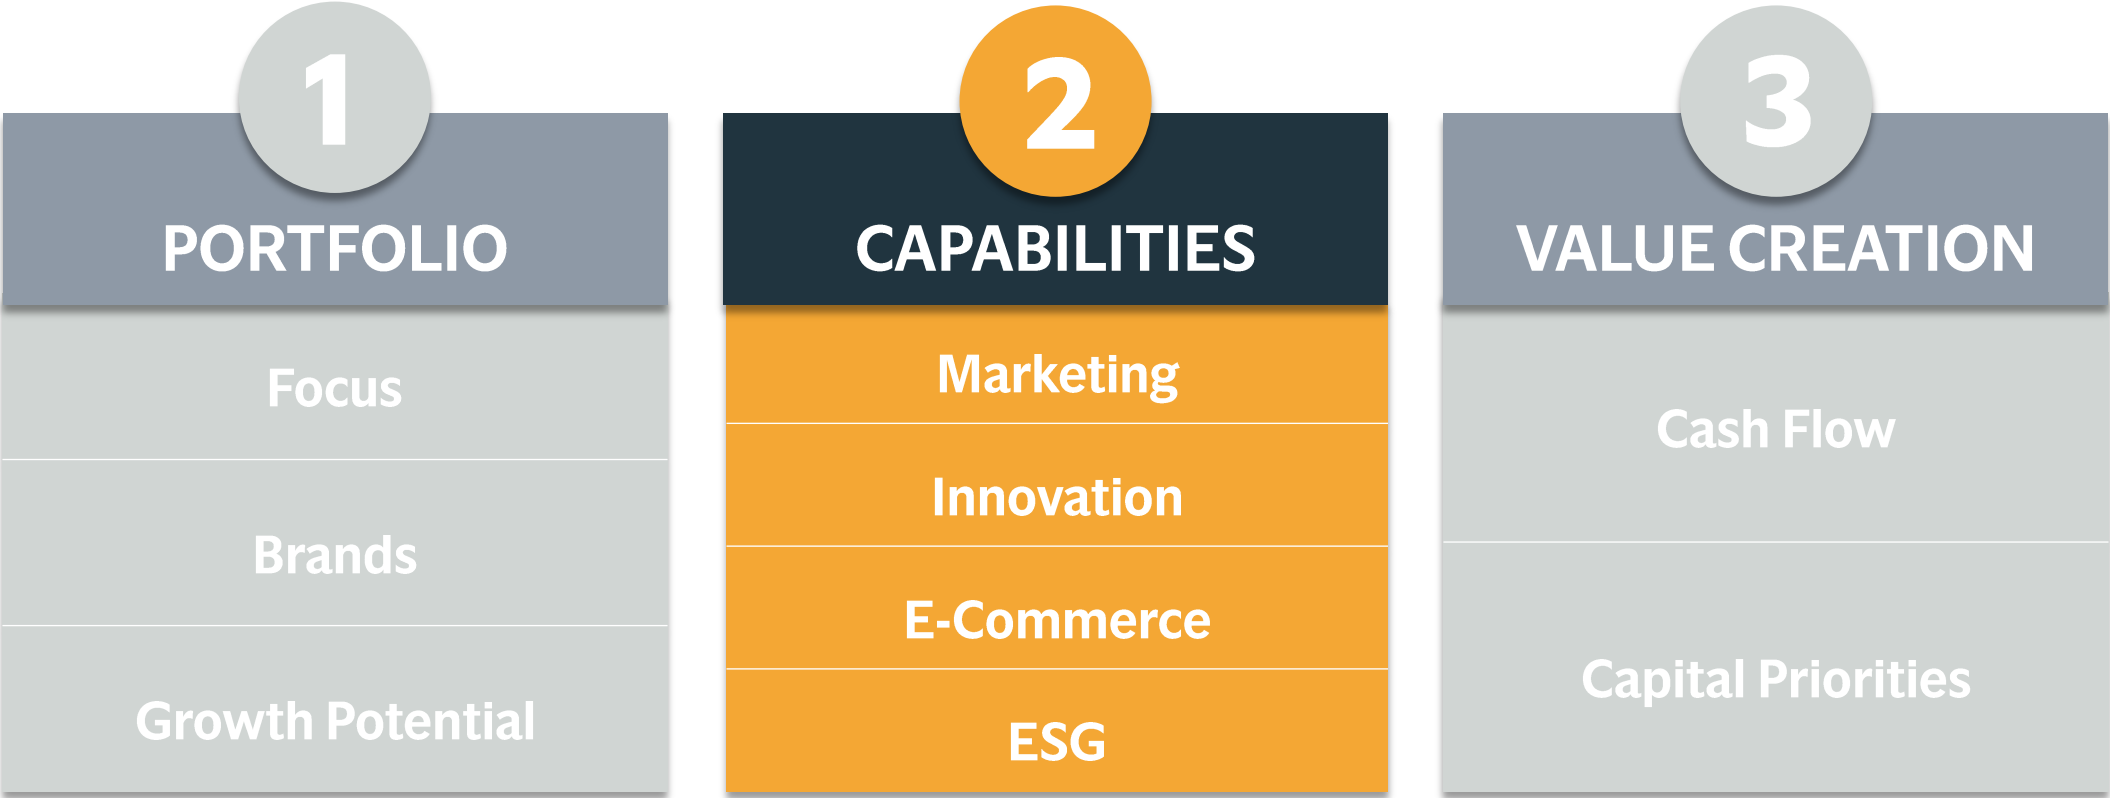 1
PORTFOLIO
Focus
Brands
Growth Potential
2
CAPABILITIES
Marketing
Innovation
E-Commerce
ESG
3
VALUE CREATION
Cash Flow
Capital Priorities